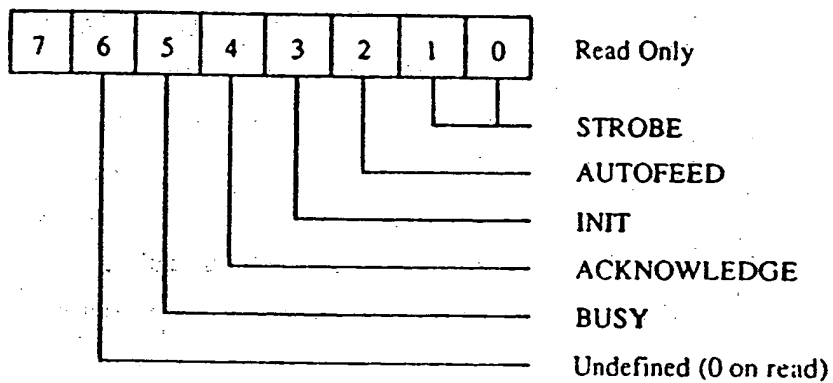 7 6 5 4 3 2 1 0 Read Only
STROBE
AUTOFEED
INIT
ACKNOWLEDGE
BUSY
Undefined (0 on read)